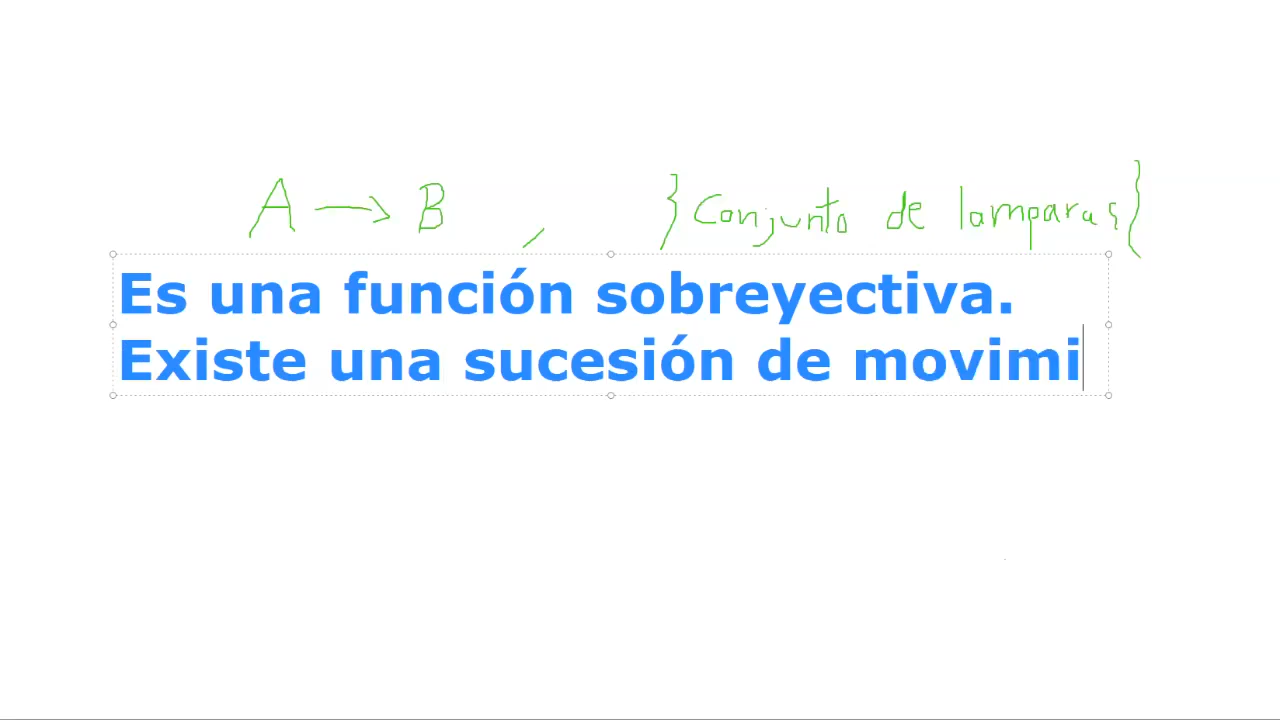 A → B , } Conjunto de lamparas {
Es una función sobreyectiva.
Existe una sucesión de movimi